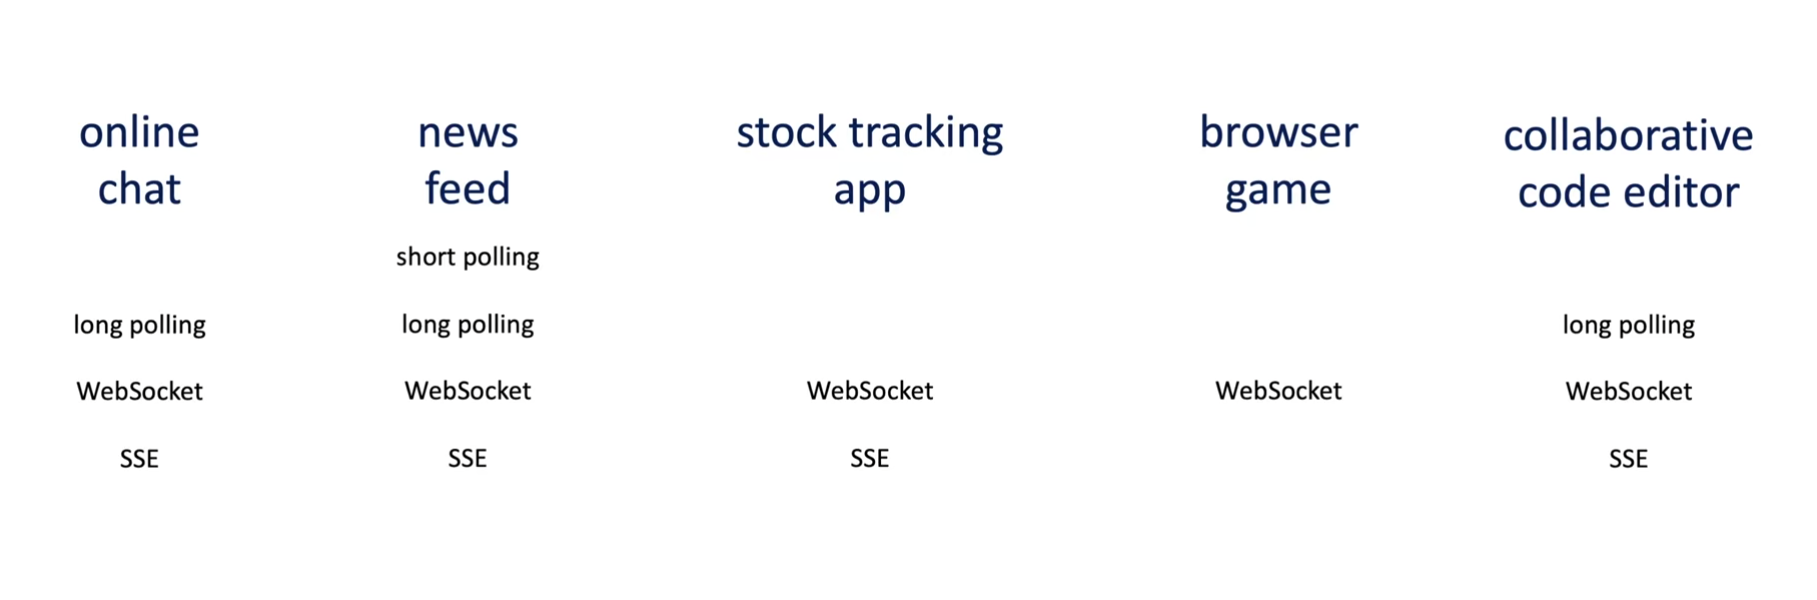 online
chat
news
feed
stock tracking
app
browser
game
collaborative
code editor
short polling
long polling
long polling
long polling
WebSocket
WebSocket
WebSocket
WebSocket
WebSocket
SSE
SSE
SSE
SSE